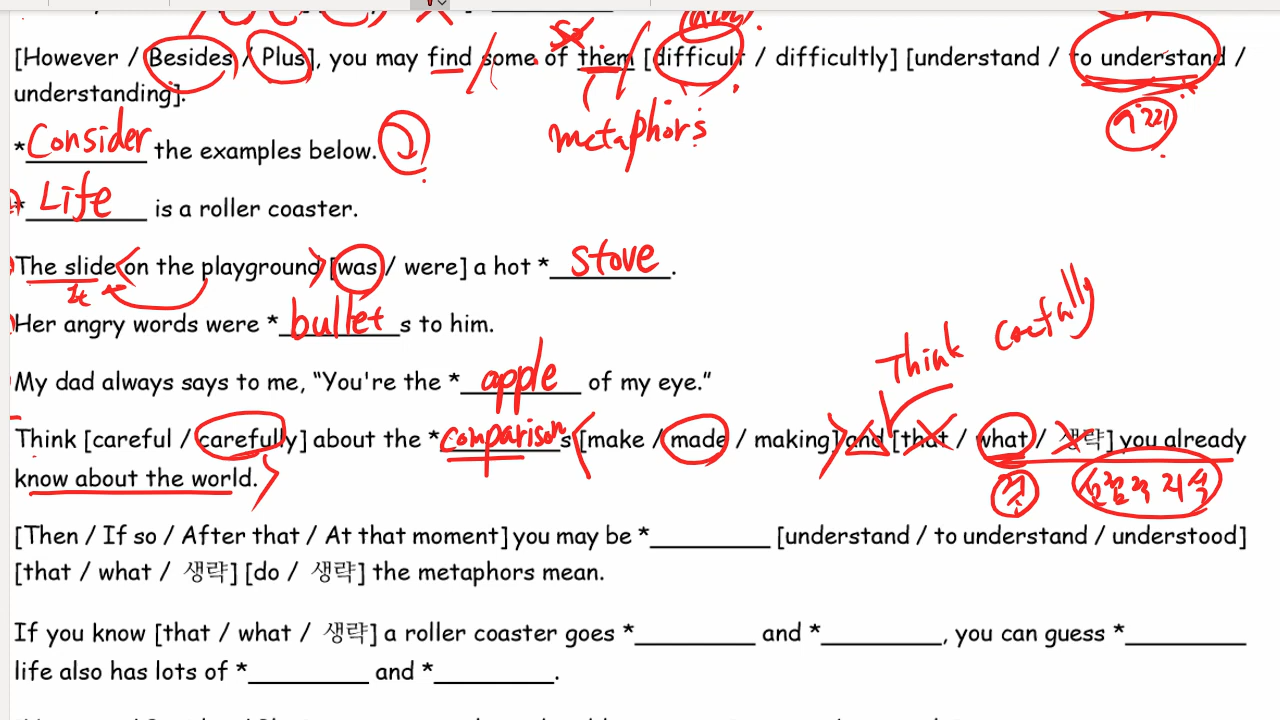 [However / Besides / Plus], you may find some of them [difficult / difficultly] [understand / to understand /
understanding].
metaphors
*Consider the examples below.
*Life is a roller coaster.
The slide on the playground [was / were] a hot *stove.
It
Her angry words were *bullets to him.
Think
My dad always says to me, “You're the *apple of my eye.”
Think [careful / carefully] about the *comparisons [make / made / making] and [that / what / 생략] you already
know about the world.
[Then / If so / After that / At that moment] you may be *__________ [understand / to understand / understood]
[that / what / 생략] [do / 생략] the metaphors mean.
If you know [that / what / 생략] a roller coaster goes *__________ and *__________, you can guess *__________
life also has lots of *__________ and *__________.